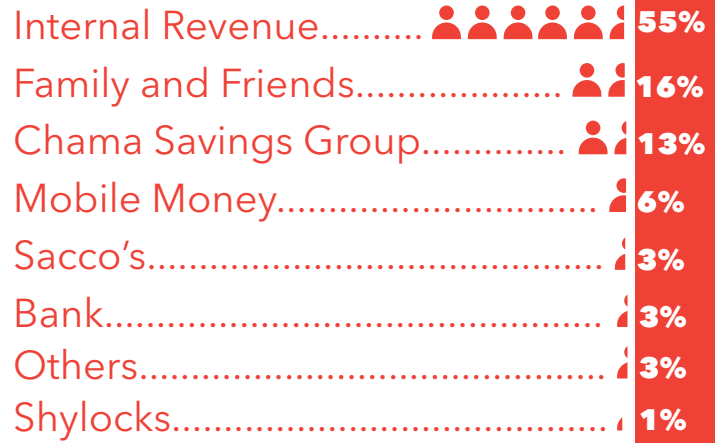 Internal Revenue.......... 55%
Family and Friends.................... 16%
Chama Savings Group.............. 13%
Mobile Money................................ 6%
Sacco's.............................................. 3%
Bank.................................................. 3%
Others............................................... 3%
Shylocks............................................ 1%